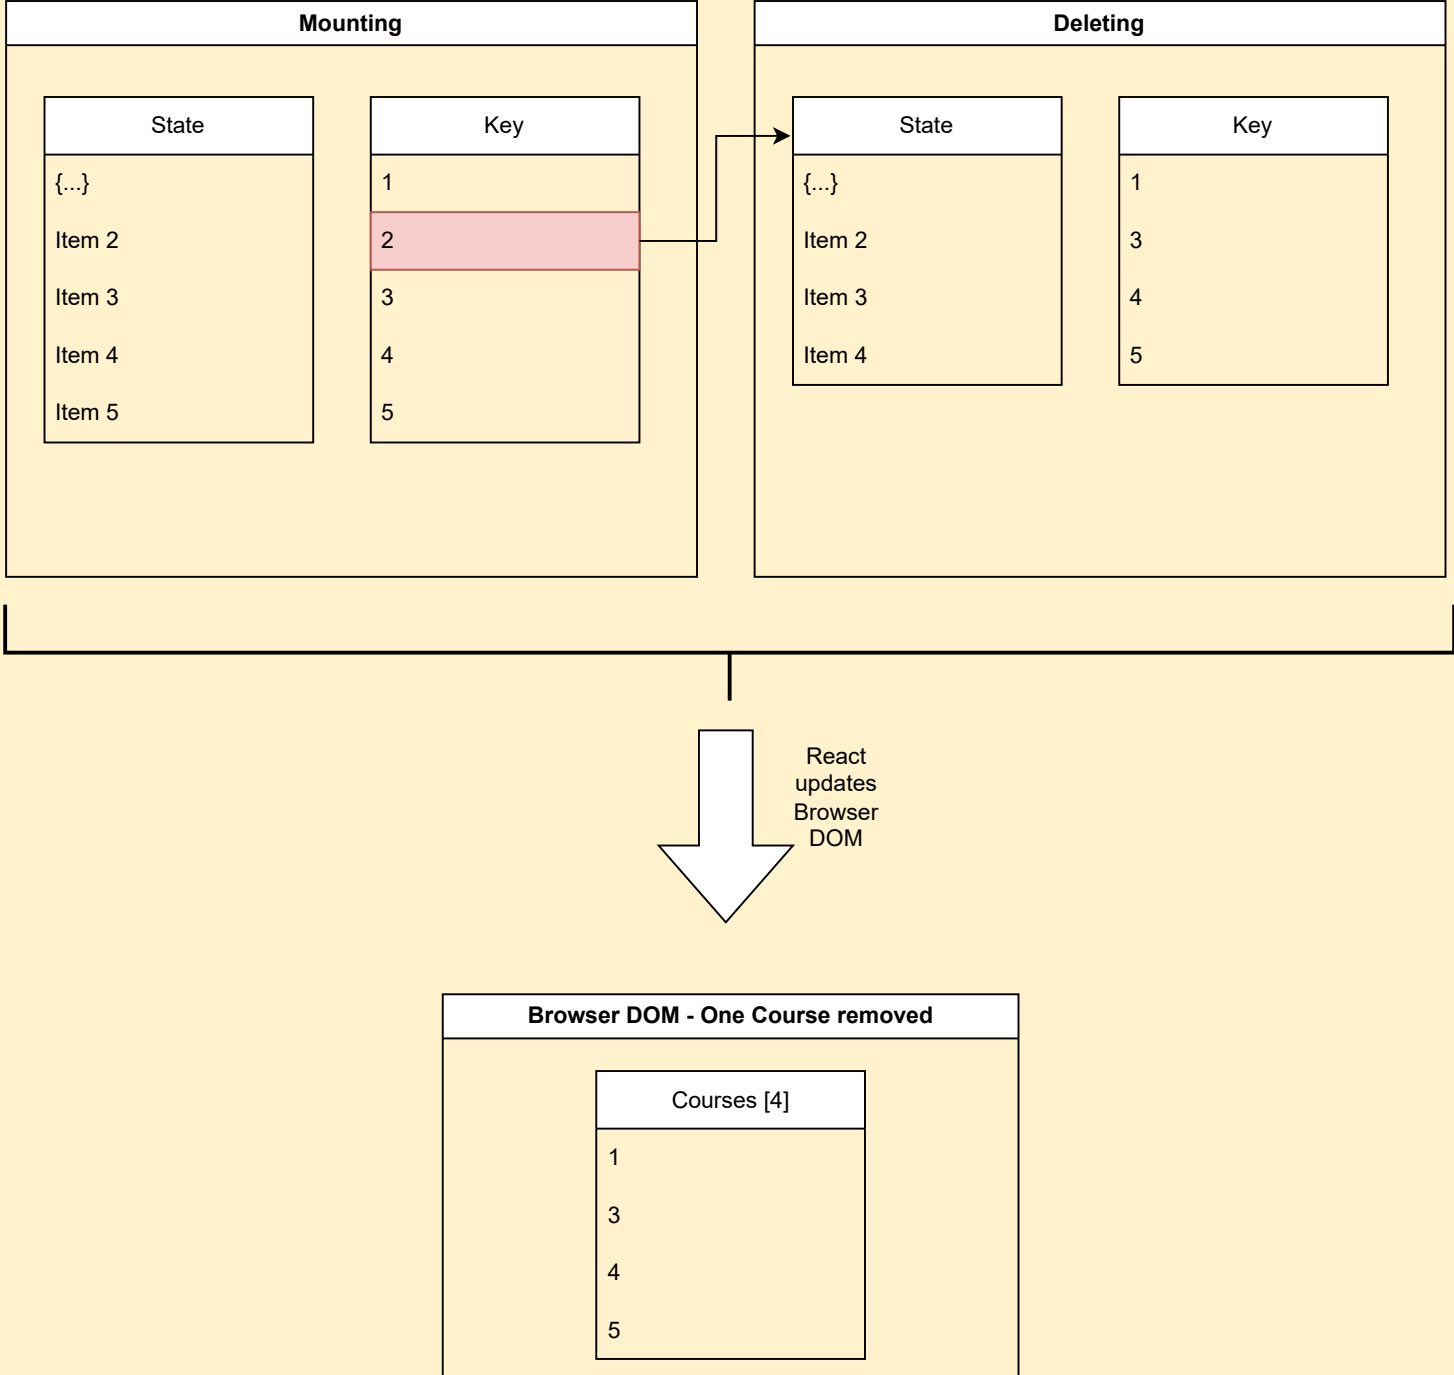 Mounting
State
{...}
Item 2
Item 3
Item 4
Item 5
Key
1
2
3
4
5
Deleting
State
{...}
Item 2
Item 3
Item 4
Key
1
3
4
5
React
updates
Browser
DOM
Browser DOM - One Course removed
Courses [4]
1
3
4
5